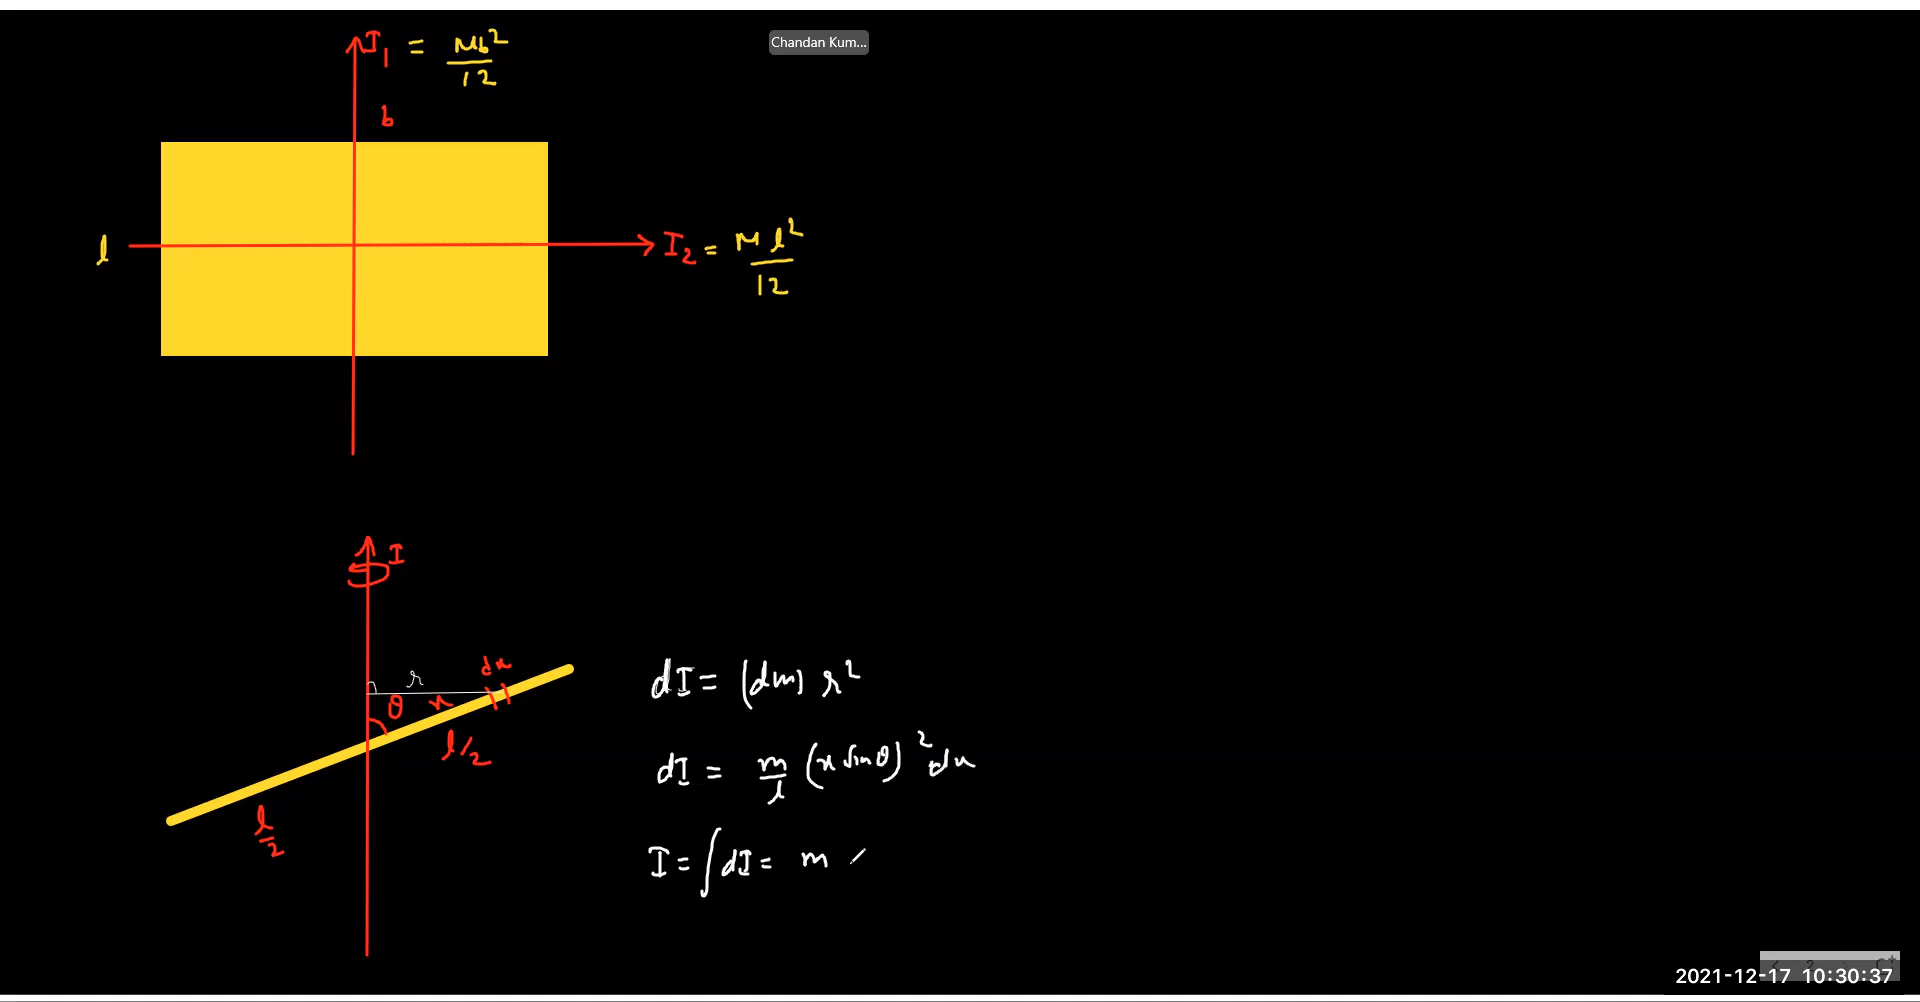 Chandan Kum...
I₁ = Mb²/12
b
l
I₂ = Ml²/12
I
r
dx
θ
x
l/2
l/2
dI = (dm) r²
dI = m/l (x sinθ)² dx
I = ∫dI = m
2021-12-17 10:30:37